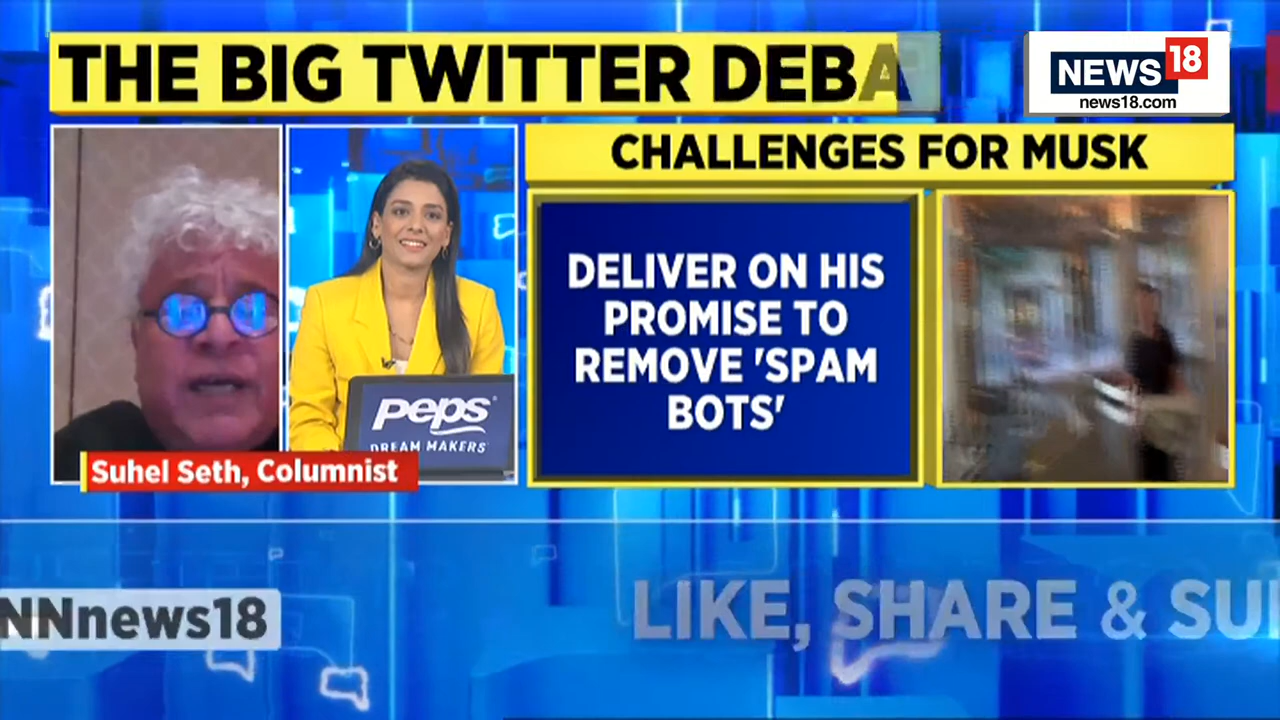 THE BIG TWITTER DEBA
NEWS18
news18.com
CHALLENGES FOR MUSK
DELIVER ON HIS
PROMISE TO
REMOVE 'SPAM
BOTS'
Peps®
DREAM MAKERS
Suhel Seth, Columnist
NNnews18
LIKE, SHARE & SU